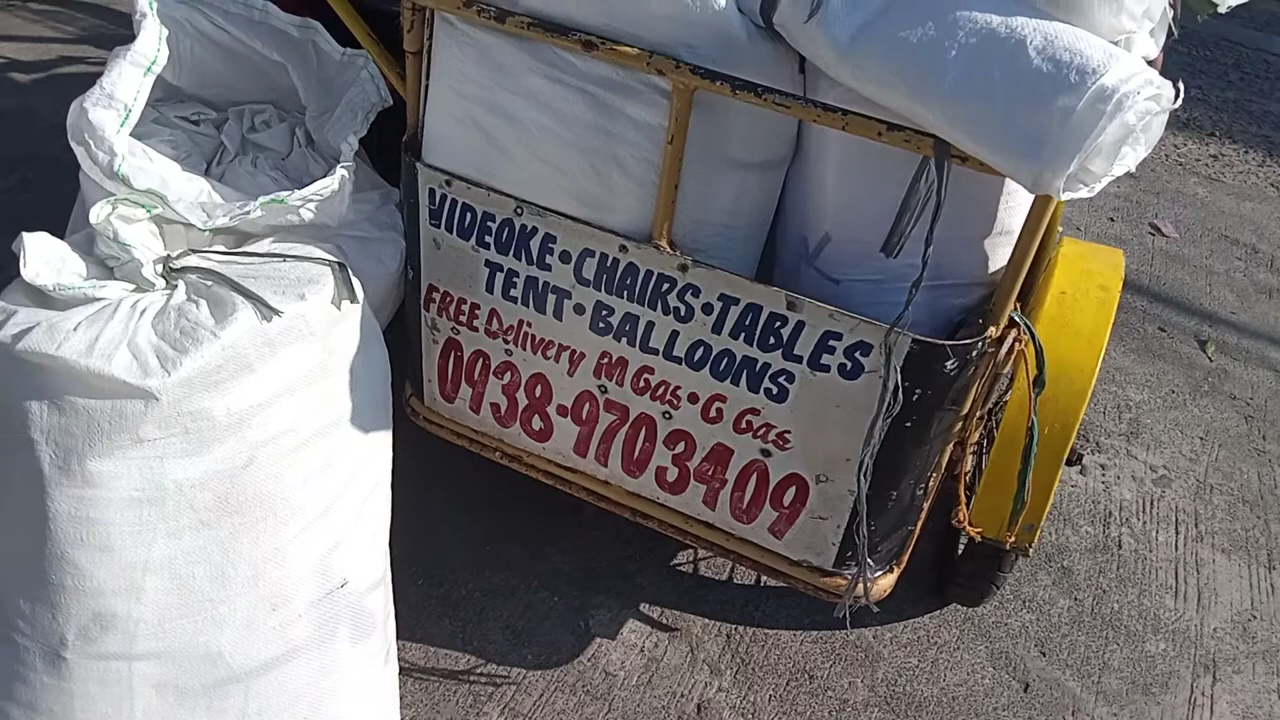 VIDEOKE • CHAIRS • TABLES
TENT • BALLOONS
FREE Delivery M Gas • G Gas
0938-9703409